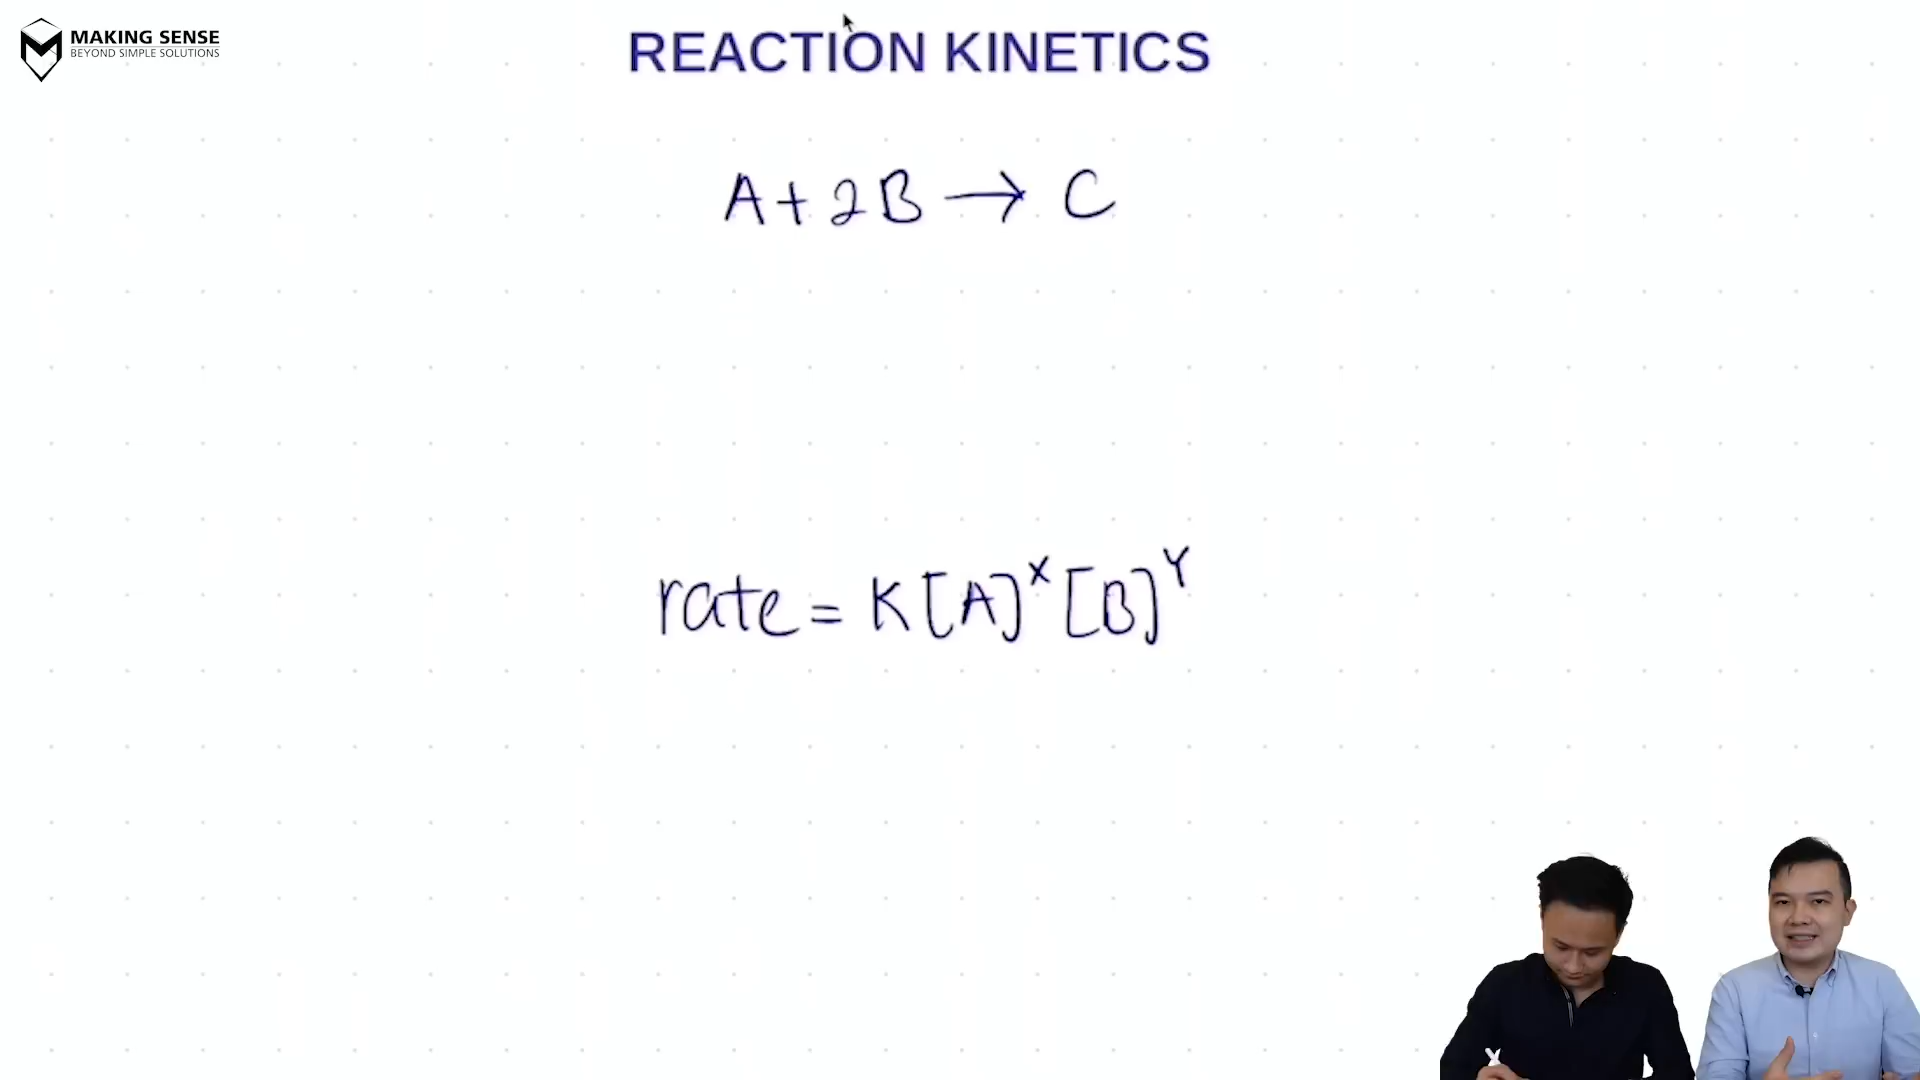 MAKING SENSE
BEYOND SIMPLE SOLUTIONS
REACTION KINETICS
A + 2B → C
rate = K[A]^x [B]^Y